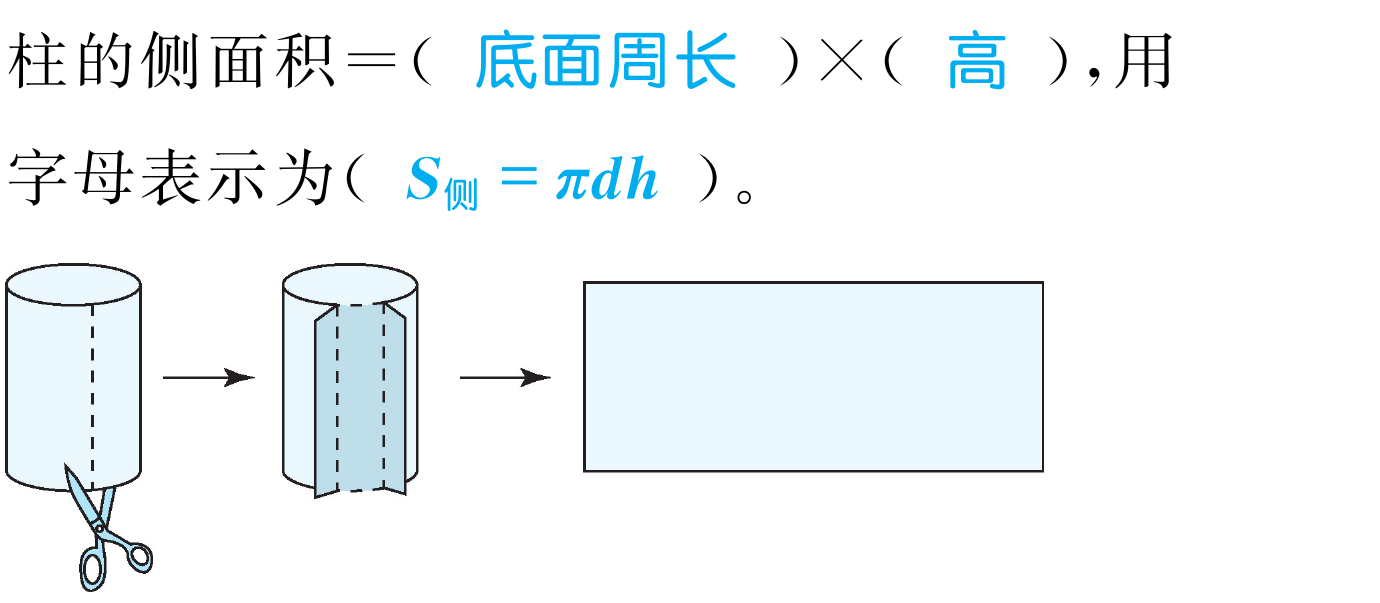 柱的侧面积=( 底面周长 )×( 高 ),用
字母表示为( S侧 = πdh )。